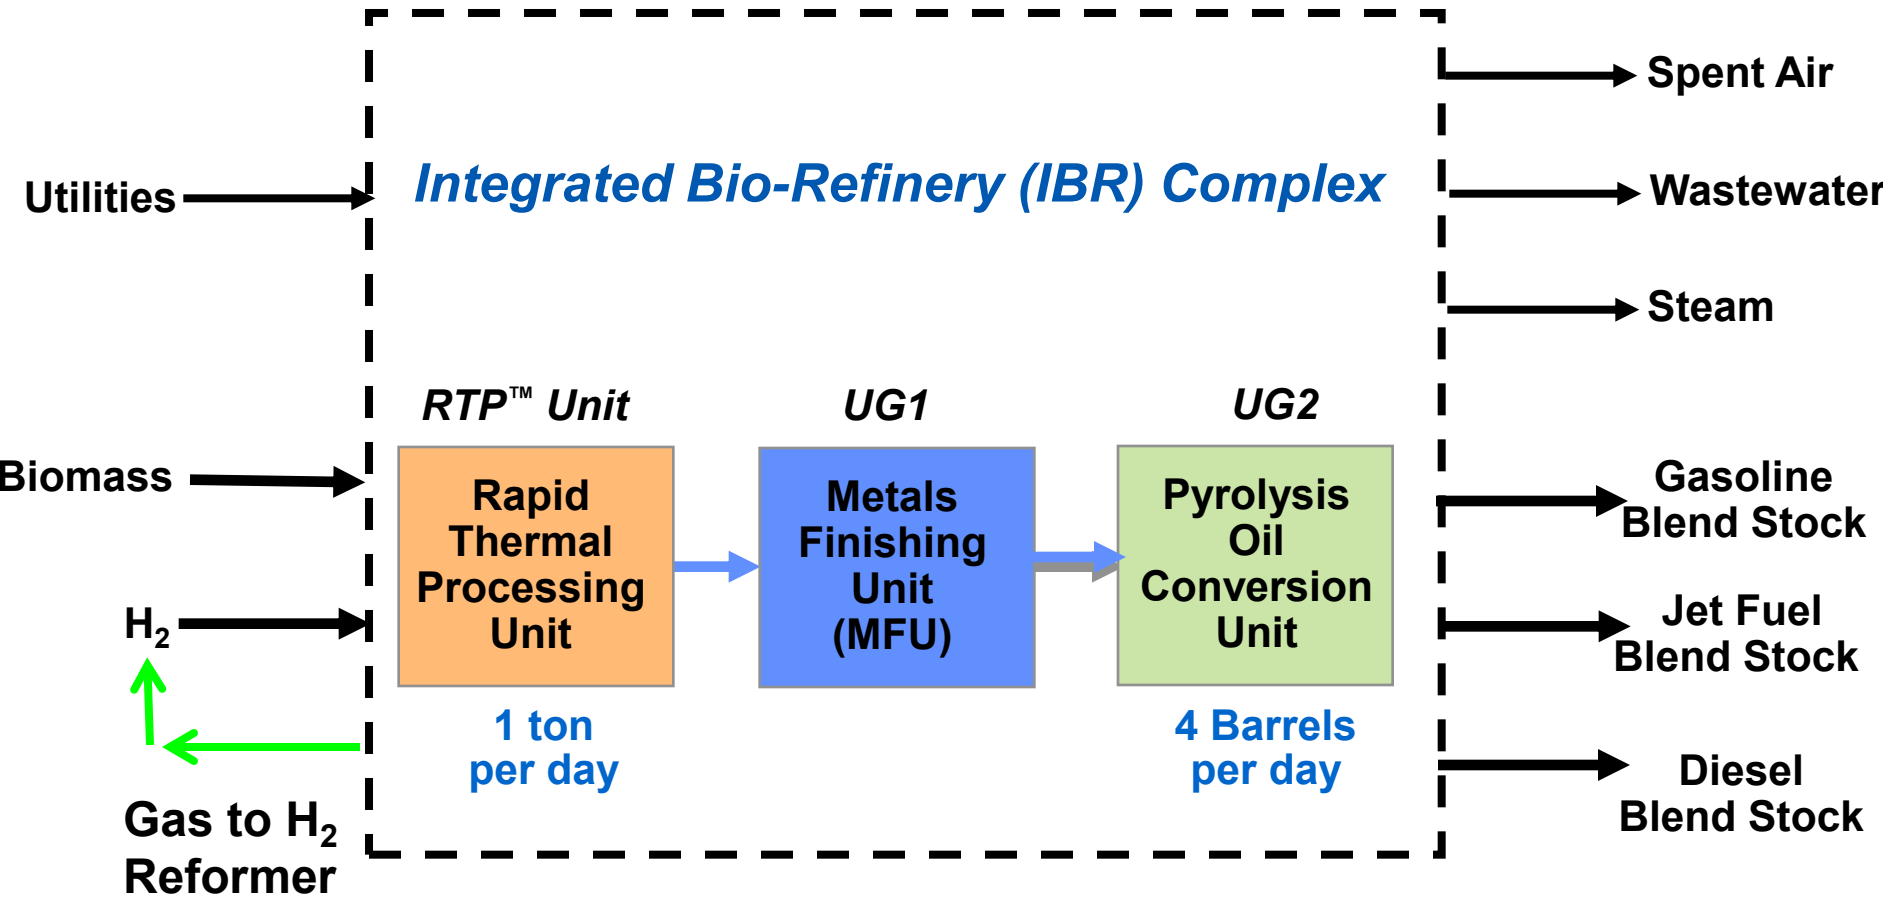 Spent Air
Integrated Bio-Refinery (IBR) Complex
Utilities
Wastewater
Steam
RTP™ Unit
UG1
UG2
Biomass
Rapid
Thermal
Processing
Unit
Metals
Finishing
Unit
(MFU)
Pyrolysis
Oil
Conversion
Unit
Gasoline
Blend Stock
H₂
Jet Fuel
Blend Stock
1 ton
per day
4 Barrels
per day
Diesel
Blend Stock
Gas to H₂
Reformer